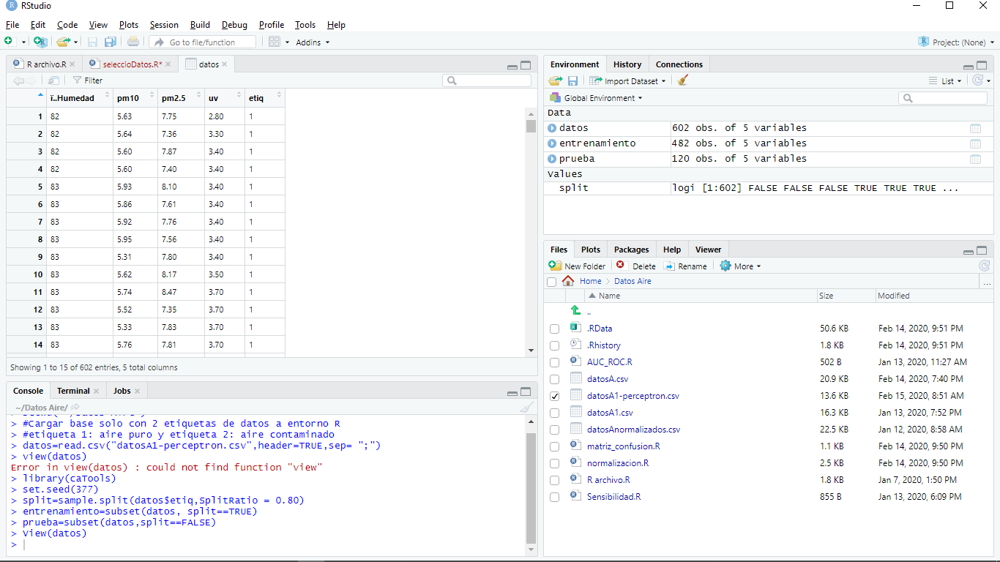 RStudio
File Edit Code View Plots Session Build Debug Profile Tools Help
Go to file/function Addins Project: (None)
R archivo.R seleccioDatos.R* datos
Filter
ï..Humedad pm10 pm2.5 uv etiq
1 82 5.63 7.75 2.80 1
2 82 5.64 7.36 3.30 1
3 82 5.60 7.87 3.40 1
4 82 5.60 7.40 3.40 1
5 83 5.93 8.10 3.40 1
6 83 5.86 7.61 3.40 1
7 83 5.92 7.76 3.40 1
8 83 5.95 7.56 3.40 1
9 83 5.31 7.80 3.40 1
10 83 5.62 8.17 3.50 1
11 83 5.74 8.47 3.70 1
12 83 5.52 7.35 3.70 1
13 83 5.33 7.83 3.70 1
14 83 5.76 7.81 3.70 1
Showing 1 to 15 of 602 entries, 5 total columns
Console Terminal Jobs
~/Datos Aire/
> #Cargar base solo con 2 etiquetas de datos a entorno R
> #etiqueta 1: aire puro y etiqueta 2: aire contaminado
> datos=read.csv("datosA1-perceptron.csv",header=TRUE,sep= ";")
> view(datos)
Error in view(datos) : could not find function "view"
> library(caTools)
> set.seed(377)
> split=sample.split(datos$etiq,SplitRatio = 0.80)
> entrenamiento=subset(datos, split==TRUE)
> prueba=subset(datos,split==FALSE)
> View(datos)
>
Environment History Connections
Import Dataset List
Global Environment
Data
datos 602 obs. of 5 variables
entrenamiento 482 obs. of 5 variables
prueba 120 obs. of 5 variables
Values
split logi [1:602] FALSE FALSE FALSE TRUE TRUE TRUE ...
Files Plots Packages Help Viewer
New Folder Delete Rename More
Home Datos Aire ...
Name Size Modified
..
.RData 50.6 KB Feb 14, 2020, 9:51 PM
.Rhistory 1.8 KB Feb 14, 2020, 9:51 PM
AUC_ROC.R 502 B Jan 13, 2020, 11:27 AM
datosA.csv 20.9 KB Feb 14, 2020, 7:40 PM
datosA1-perceptron.csv 13.6 KB Feb 15, 2020, 8:51 AM
datosA1.csv 16.3 KB Jan 13, 2020, 7:52 PM
datosAnormalizados.csv 22.5 KB Jan 12, 2020, 8:58 AM
matriz_confusion.R 1.1 KB Feb 14, 2020, 9:50 PM
normalizacion.R 2.5 KB Feb 14, 2020, 9:50 PM
R archivo.R 1.8 KB Jan 7, 2020, 1:50 PM
Sensibilidad.R 855 B Jan 13, 2020, 6:09 PM